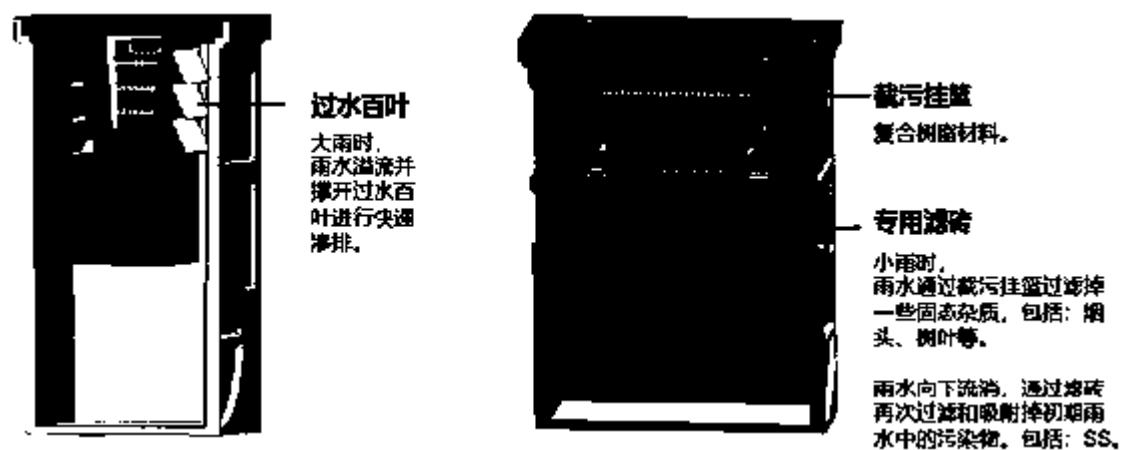 过水百叶
大雨时，
雨水溢流并
撑开过水百
叶进行快速
溢排。
截污挂篮
复合树脂材料。
专用滤砖
小雨时，
雨水通过截污挂篮过滤掉
一些固态杂质，包括：烟
头、树叶等。
雨水向下流淌，通过滤砖
再次过滤和吸附掉初期雨
水中的污染物。包括：SS。